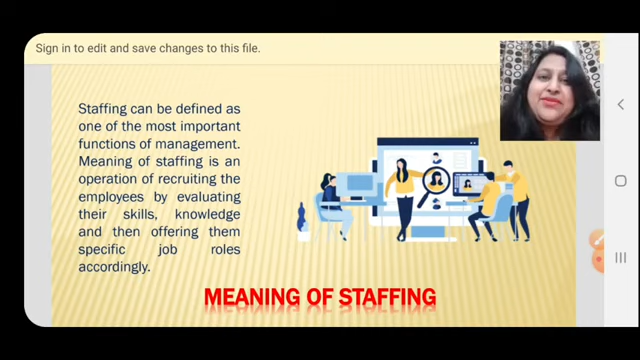 Sign in to edit and save changes to this file.
Staffing can be defined as
one of the most important
functions of management.
Meaning of staffing is an
operation of recruiting the
employees by evaluating
their skills, knowledge
and then offering them
specific job roles
accordingly.
MEANING OF STAFFING